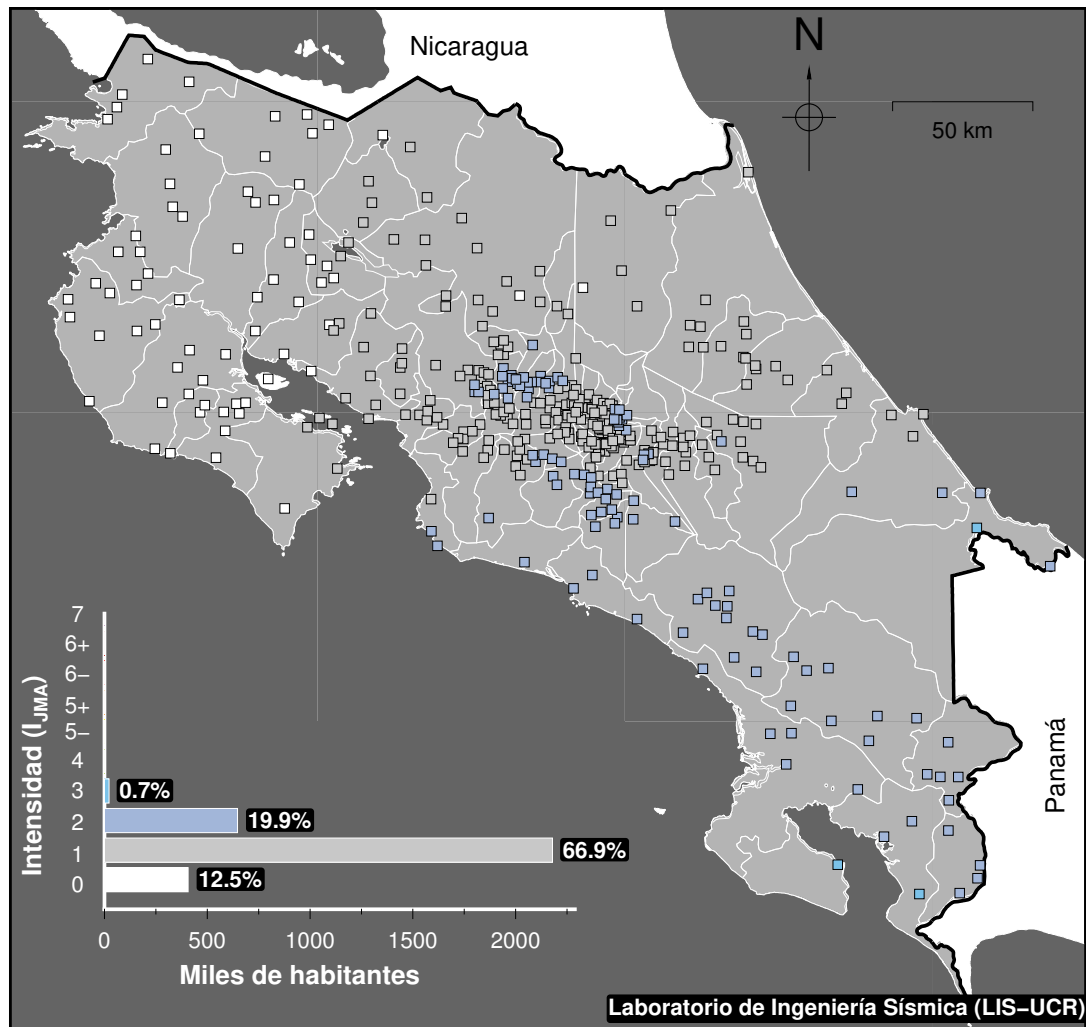 Nicaragua
N
50 km
Panamá
Intensidad (I_JMA)
7
6+
6−
5+
5−
4
3
2
1
0
0.7%
19.9%
66.9%
12.5%
0
500
1000
1500
2000
Miles de habitantes
Laboratorio de Ingeniería Sísmica (LIS−UCR)